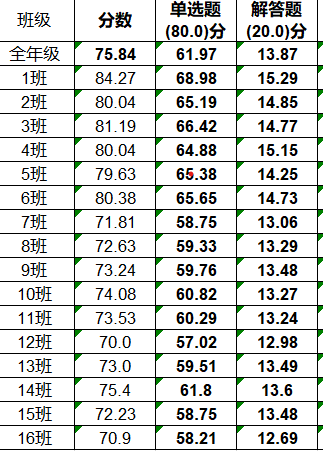 班级 分数 单选题(80.0)分 解答题(20.0)分
全年级 75.84 61.97 13.87
1班 84.27 68.98 15.29
2班 80.04 65.19 14.85
3班 81.19 66.42 14.77
4班 80.04 64.88 15.15
5班 79.63 65.38 14.25
6班 80.38 65.65 14.73
7班 71.81 58.75 13.06
8班 72.63 59.33 13.29
9班 73.24 59.76 13.48
10班 74.08 60.82 13.27
11班 73.53 60.29 13.24
12班 70.0 57.02 12.98
13班 73.0 59.51 13.49
14班 75.4 61.8 13.6
15班 72.23 58.75 13.48
16班 70.9 58.21 12.69